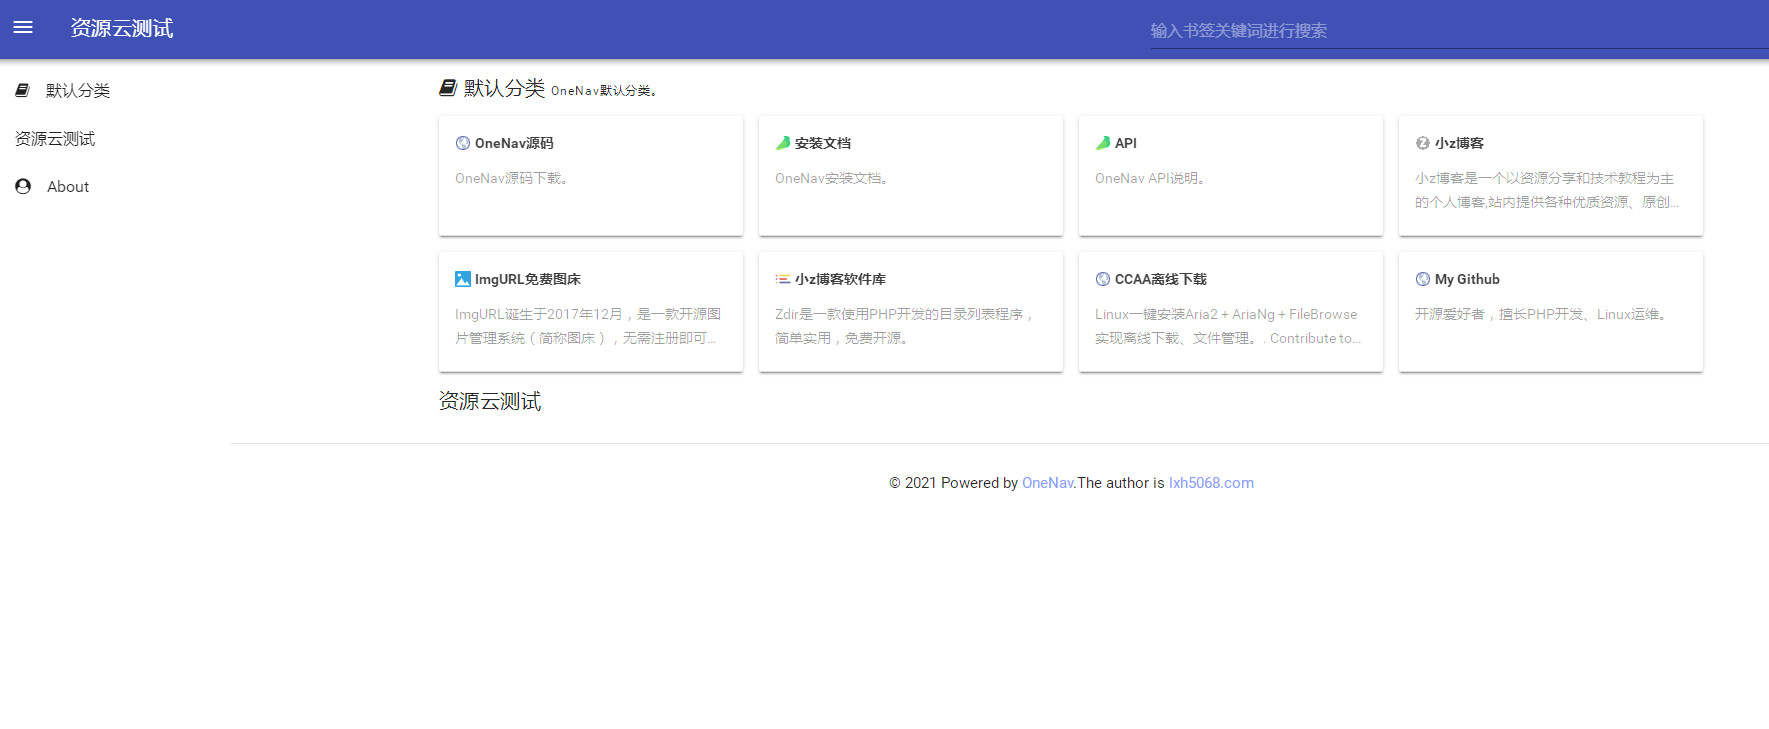 资源云测试
输入书签关键词进行搜索
默认分类
资源云测试
About
默认分类 OneNav默认分类。
OneNav源码
OneNav源码下载。
安装文档
OneNav安装文档。
API
OneNav API说明。
小z博客
小z博客是一个以资源分享和技术教程为主
的个人博客,站内提供各种优质资源、原创...
ImgURL免费图床
ImgURL诞生于2017年12月，是一款开源图
片管理系统（简称图床），无需注册即可...
小z博客软件库
Zdir是一款使用PHP开发的目录列表程序，
简单实用，免费开源。
CCAA离线下载
Linux一键安装Aria2 + AriaNg + FileBrowse
实现离线下载、文件管理。. Contribute to...
My Github
开源爱好者，擅长PHP开发、Linux运维。
资源云测试
© 2021 Powered by OneNav.The author is lxh5068.com